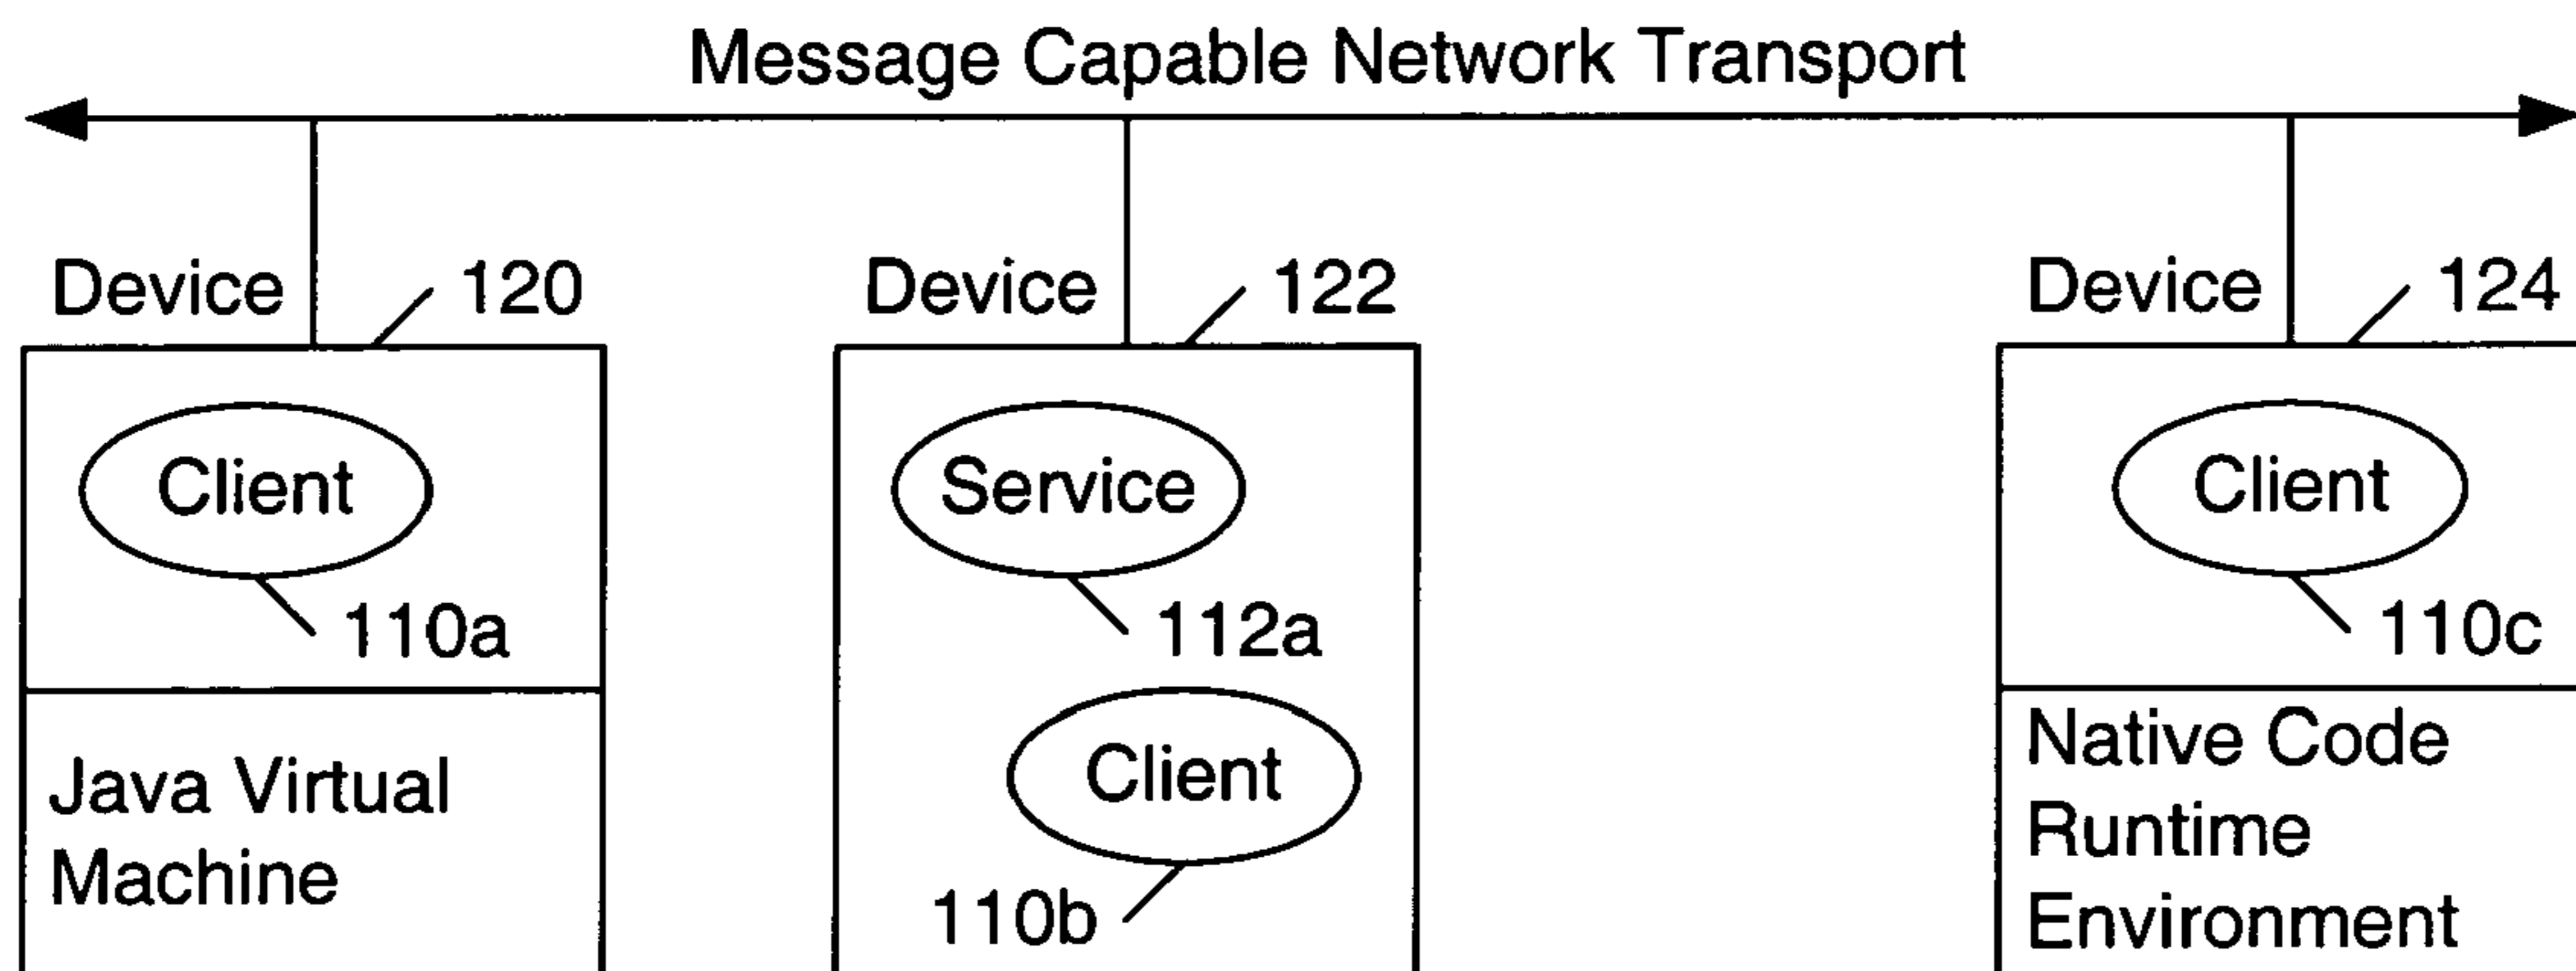 Message Capable Network Transport
Device
120
Device
122
Device
124
Client
110a
Service
112a
Client
110c
Java Virtual
Machine
Client
110b
Native Code
Runtime
Environment